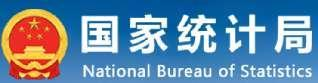 国家统计局
National Bureau of Statistics